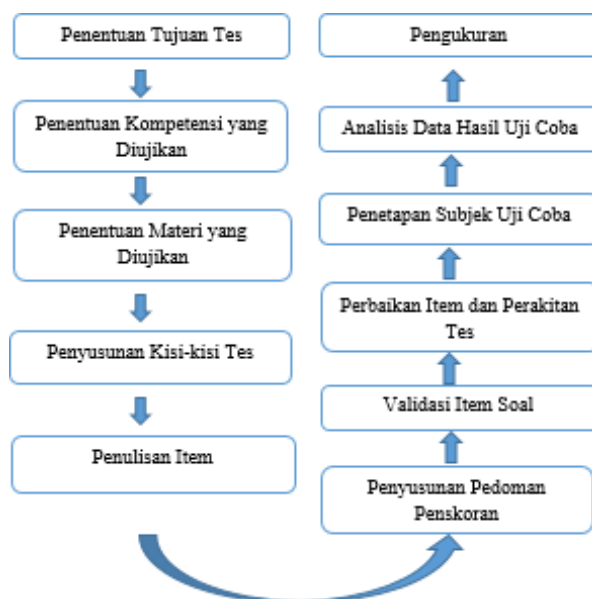 Penentuan Tujuan Tes
Penentuan Kompetensi yang
Diujikan
Penentuan Materi yang
Diujikan
Penyusunan Kisi-kisi Tes
Penulisan Item
Penyusunan Pedoman
Penskoran
Validasi Item Soal
Perbaikan Item dan Perakitan
Tes
Penetapan Subjek Uji Coba
Analisis Data Hasil Uji Coba
Pengukuran